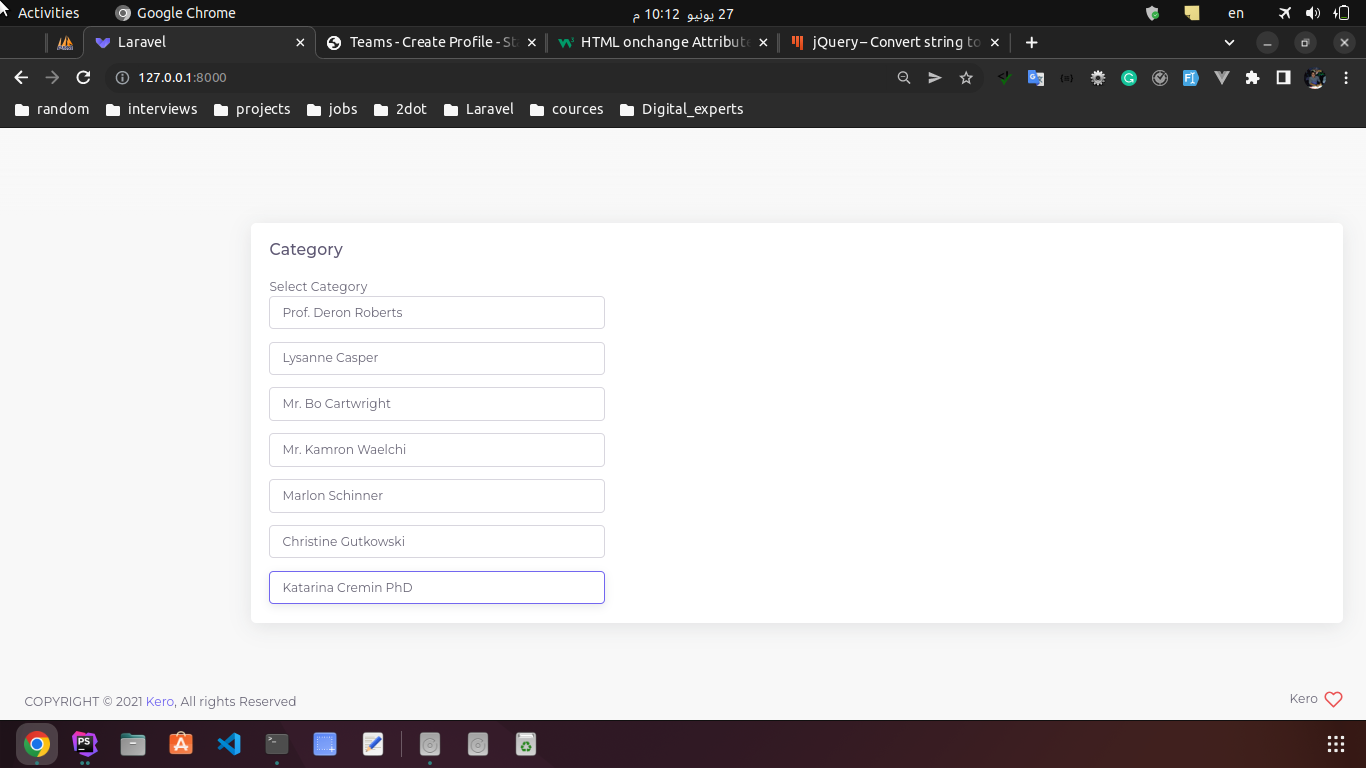 Activities Google Chrome 27 يونيو 10:12 م en
Laravel Teams - Create Profile - Sta HTML onchange Attribute jQuery – Convert string to
127.0.0.1:8000
random interviews projects jobs 2dot Laravel cources Digital_experts
Category
Select Category
Prof. Deron Roberts
Lysanne Casper
Mr. Bo Cartwright
Mr. Kamron Waelchi
Marlon Schinner
Christine Gutkowski
Katarina Cremin PhD
COPYRIGHT © 2021 Kero, All rights Reserved
Kero